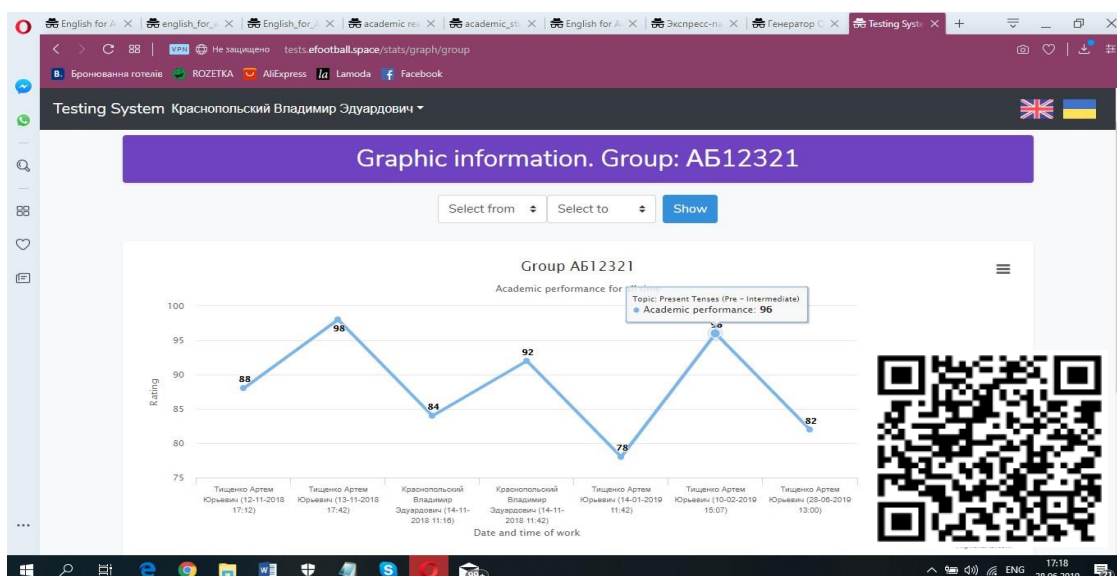 English for A
english_for_a
English_for_A
academic rea
academic_stu
English for A
Экспресс-па
Генератор С
Testing Syste
VPN Не защищено tests.efootball.space/stats/graph/group
Бронювання готелів ROZETKA AliExpress Lamoda Facebook
Testing System Краснопольский Владимир Эдуардович
Graphic information. Group: АБ12321
Select from Select to Show
Group АБ12321
Academic performance for
Topic: Present Tenses (Pre - Intermediate)
Academic performance: 96
100
95
90
85
80
75
Rating
88
98
84
92
78
96
82
Тищенко Артем
Юрьевич (12-11-2018
17:12)
Тищенко Артем
Юрьевич (13-11-2018
17:42)
Краснопольский
Владимир
Эдуардович (14-11-
2018 11:16)
Краснопольский
Владимир
Эдуардович (14-11-
2018 11:42)
Тищенко Артем
Юрьевич (14-01-2019
11:42)
Тищенко Артем
Юрьевич (10-02-2019
15:07)
Тищенко Артем
Юрьевич (28-06-2019
13:00)
Date and time of work
99+
ENG
17:18
28.06.2019